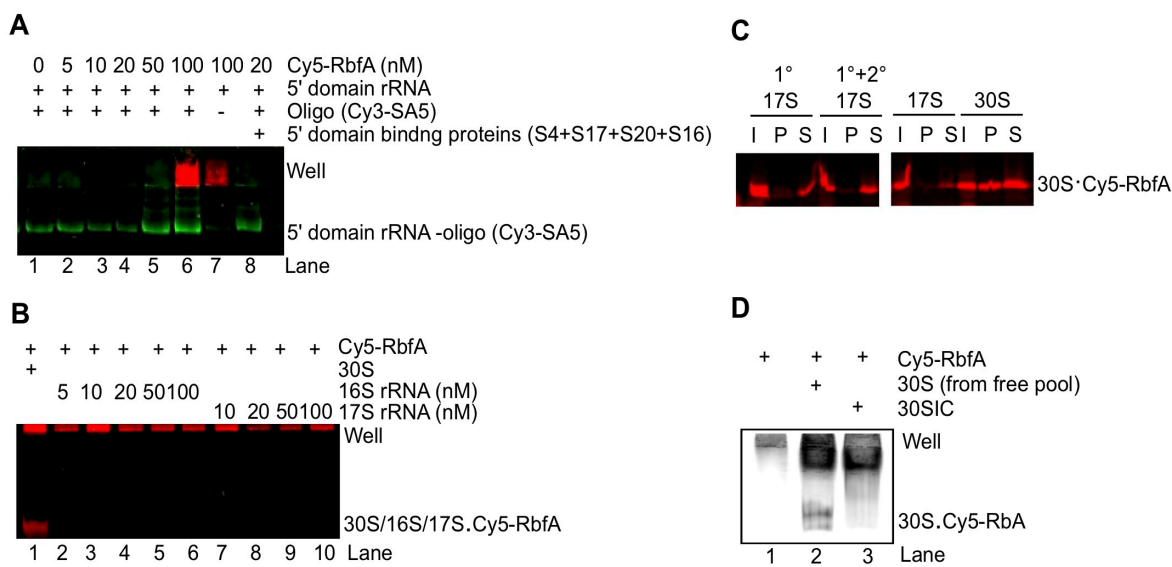 A
0 5 10 20 50 100 100 20 Cy5-RbfA (nM)
+ + + + + + + + 5' domain rRNA
+ + + + + + - + Oligo (Cy3-SA5)
+ 5' domain bindng proteins (S4+S17+S20+S16)
Well
5' domain rRNA -oligo (Cy3-SA5)
1 2 3 4 5 6 7 8 Lane
B
+ + + + + + + + + + Cy5-RbfA
+ 30S
5 10 20 50 100 16S rRNA (nM)
10 20 50 100 17S rRNA (nM)
Well
30S/16S/17S.Cy5-RbfA
1 2 3 4 5 6 7 8 9 10 Lane
C
1° 1°+2°
17S 17S 17S 30S
I P S I P S I P S I P S
30S·Cy5-RbfA
D
+ + + Cy5-RbfA
+ 30S (from free pool)
+ 30SIC
Well
30S.Cy5-RbA
1 2 3 Lane